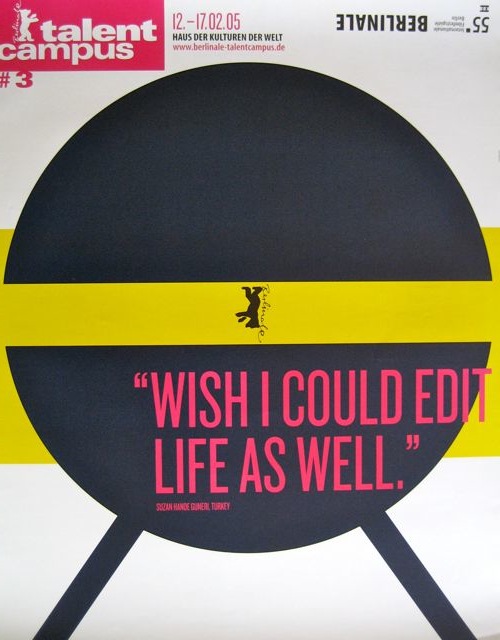 Berlinale
talent
campus
#3
12.–17.02.05
HAUS DER KULTUREN DER WELT
www.berlinale-talentcampus.de
55. Internationale
Filmfestspiele
Berlin
BERLINALE
Berlinale
“WISH I COULD EDIT
LIFE AS WELL.”
SUZAN HANDE GUNERI, TURKEY